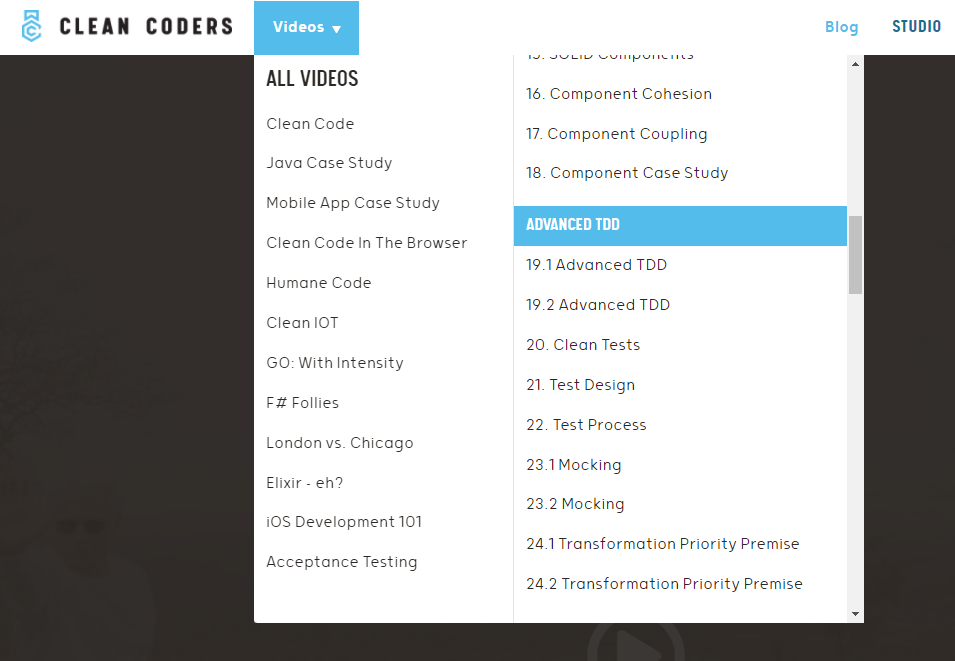 CLEAN CODERS
Videos ▼
Blog
STUDIO
ALL VIDEOS
Clean Code
Java Case Study
Mobile App Case Study
Clean Code In The Browser
Humane Code
Clean IOT
GO: With Intensity
F# Follies
London vs. Chicago
Elixir - eh?
iOS Development 101
Acceptance Testing
15. SOLID Components
16. Component Cohesion
17. Component Coupling
18. Component Case Study
ADVANCED TDD
19.1 Advanced TDD
19.2 Advanced TDD
20. Clean Tests
21. Test Design
22. Test Process
23.1 Mocking
23.2 Mocking
24.1 Transformation Priority Premise
24.2 Transformation Priority Premise